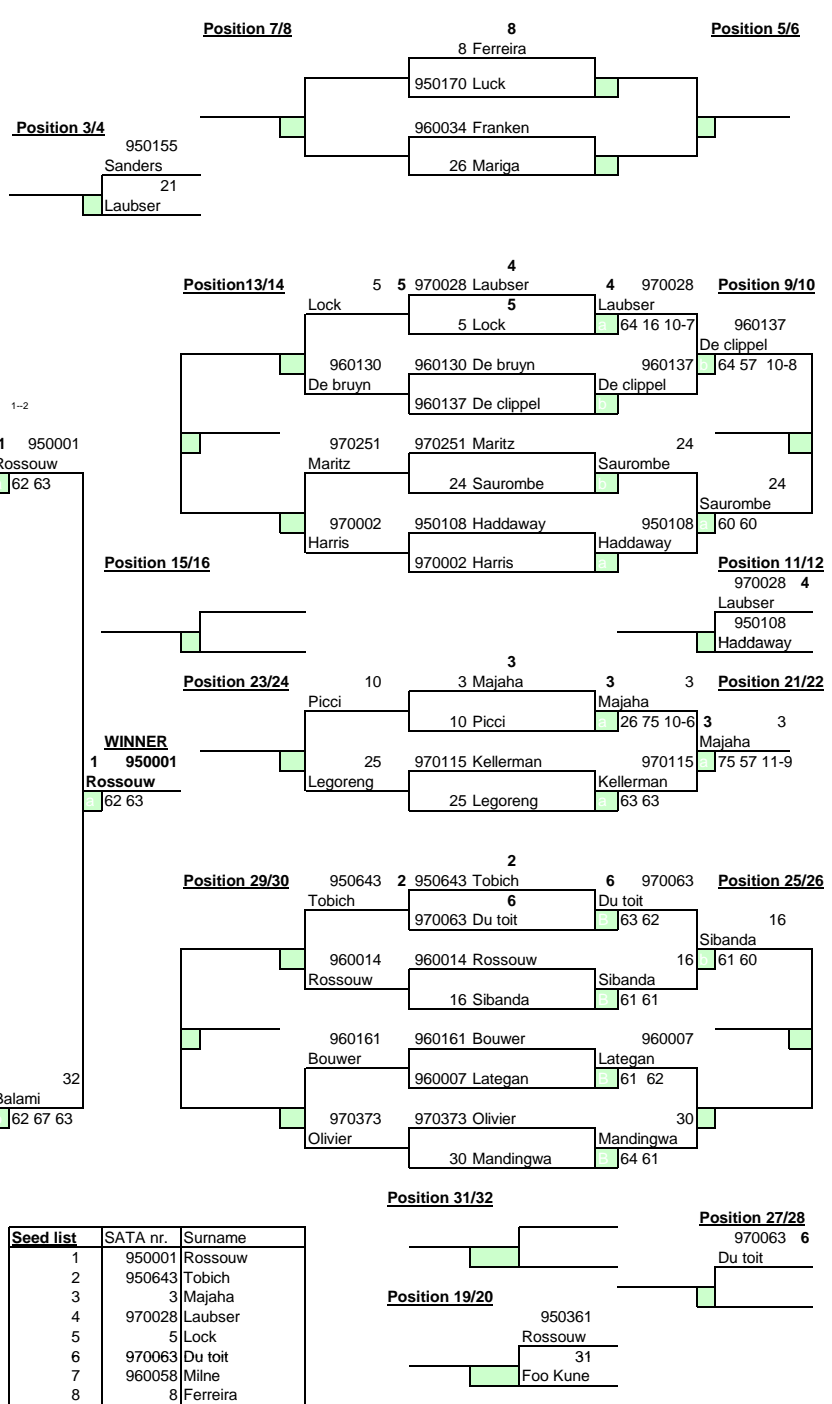 Position 7/8 8 Position 5/6
8 Ferreira
950170 Luck
Position 3/4 960034 Franken
950155
Sanders 26 Mariga
21
Laubser
4
Position13/14 5 5 970028 Laubser 4 970028 Position 9/10
Lock 5 Laubser
5 Lock a 64 16 10-7 960137
De clippel
960130 960130 De bruyn 960137 b 64 57 10-8
De bruyn De clippel
1--2 960137 De clippel b
1 950001 970251 970251 Maritz 24
Rossouw Maritz Saurombe
62 63 24 Saurombe b 24
Saurombe
970002 950108 Haddaway 950108 a 60 60
Harris Haddaway
Position 15/16 970002 Harris a Position 11/12
970028 4
Laubser
950108
Haddaway
3
Position 23/24 10 3 Majaha 3 3 Position 21/22
Picci Majaha
10 Picci a 26 75 10-6 3 3
WINNER Majaha
1 950001 25 970115 Kellerman 970115 a 75 57 11-9
Rossouw Legoreng Kellerman
a 62 63 25 Legoreng a 63 63
2
Position 29/30 950643 2 950643 Tobich 6 970063 Position 25/26
Tobich 6 Du toit
970063 Du toit B 63 62 16
Sibanda
960014 960014 Rossouw 16 b 61 60
Rossouw Sibanda
16 Sibanda B 61 61
960161 960161 Bouwer 960007
Bouwer Lategan
32 960007 Lategan B 61 62
Balami
62 67 63 970373 970373 Olivier 30
Olivier Mandingwa
30 Mandingwa B 64 61
Position 31/32
Position 27/28
Seed list SATA nr. Surname 970063 6
1 950001 Rossouw Du toit
2 950643 Tobich
3 3 Majaha Position 19/20
4 970028 Laubser 950361
5 5 Lock Rossouw
6 970063 Du toit 31
7 960058 Milne Foo Kune
8 8 Ferreira